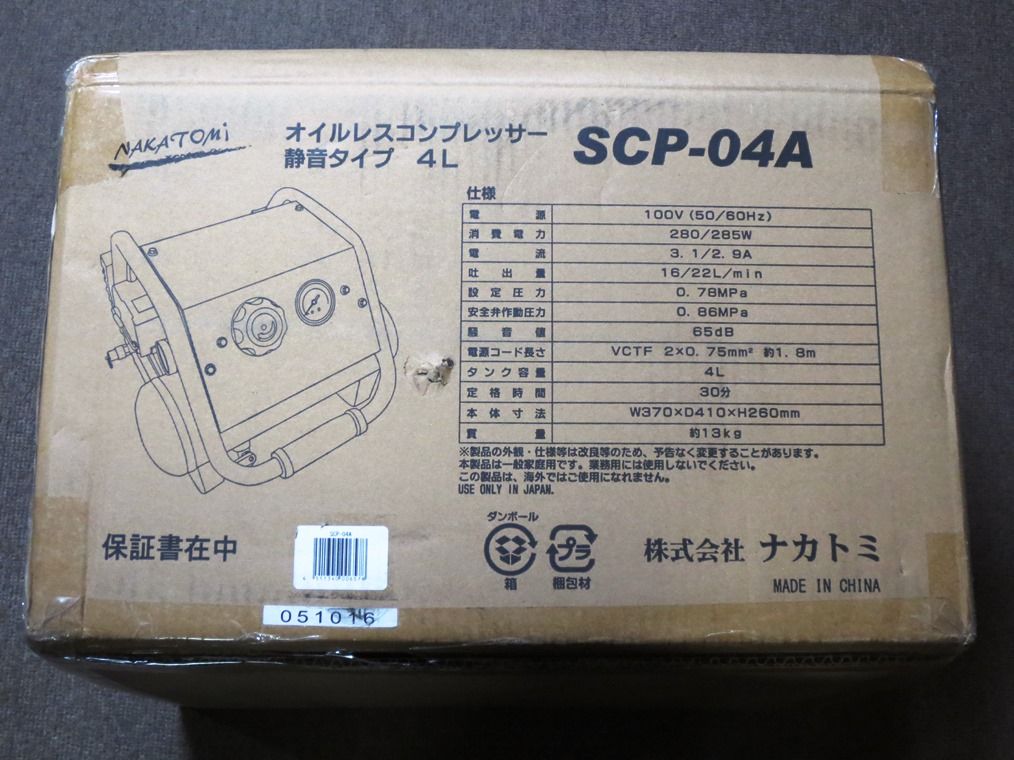 NAKATOMI
オイルレスコンプレッサー
静音タイプ 4L
SCP-04A
仕様
電源 100V (50/60Hz)
消費電力 280/285W
電流 3.1/2.9A
吐出量 16/22L/min
設定圧力 0.78MPa
安全弁作動圧力 0.86MPa
騒音値 65dB
電源コード長さ VCTF 2×0.75mm² 約1.8m
タンク容量 4L
定格時間 30分
本体寸法 W370×D410×H260mm
質量 約13kg
※製品の外観・仕様等は改良等のため、予告なく変更することがあります。
本製品は一般家庭用です。業務用には使用しないでください。
この製品は、海外ではご使用になれません。
USE ONLY IN JAPAN.
保証書在中
SCP-04A
051016
ダンボール
箱
プラ
梱包材
株式会社 ナカトミ
MADE IN CHINA